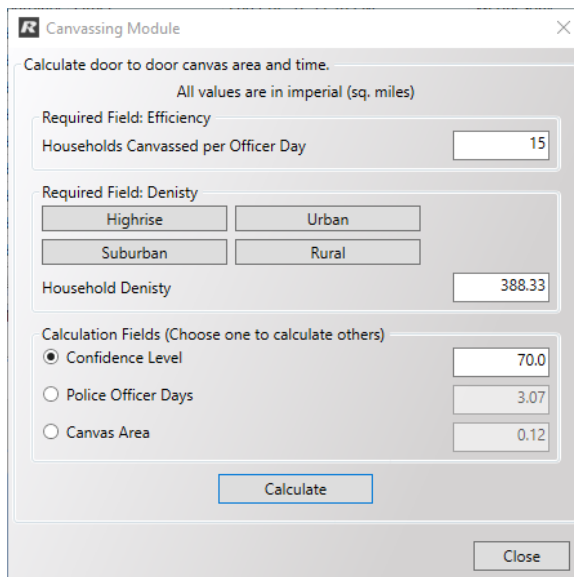 R Canvassing Module
Calculate door to door canvas area and time.
All values are in imperial (sq. miles)
Required Field: Efficiency
Households Canvassed per Officer Day 15
Required Field: Denisty
Highrise Urban
Suburban Rural
Household Denisty 388.33
Calculation Fields (Choose one to calculate others)
Confidence Level 70.0
Police Officer Days 3.07
Canvas Area 0.12
Calculate
Close